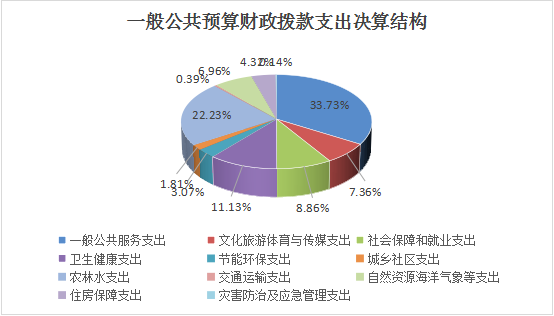 一般公共预算财政拨款支出决算结构
4.32%
0.14%
6.96%
0.39%
33.73%
22.23%
1.81%
3.07%
7.36%
11.13%
8.86%
一般公共服务支出 文化旅游体育与传媒支出 社会保障和就业支出
卫生健康支出 节能环保支出 城乡社区支出
农林水支出 交通运输支出 自然资源海洋气象等支出
住房保障支出 灾害防治及应急管理支出